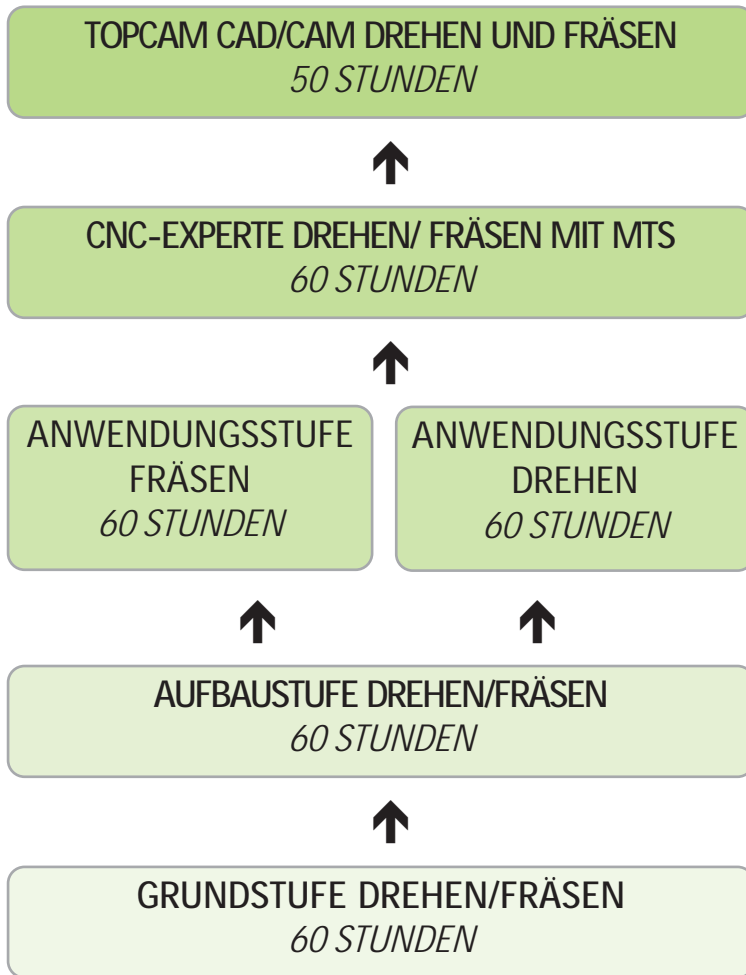 TOPCAM CAD/CAM DREHEN UND FRÄSEN
50 STUNDEN
CNC-EXPERTE DREHEN/ FRÄSEN MIT MTS
60 STUNDEN
ANWENDUNGSSTUFE
FRÄSEN
60 STUNDEN
ANWENDUNGSSTUFE
DREHEN
60 STUNDEN
AUFBAUSTUFE DREHEN/FRÄSEN
60 STUNDEN
GRUNDSTUFE DREHEN/FRÄSEN
60 STUNDEN